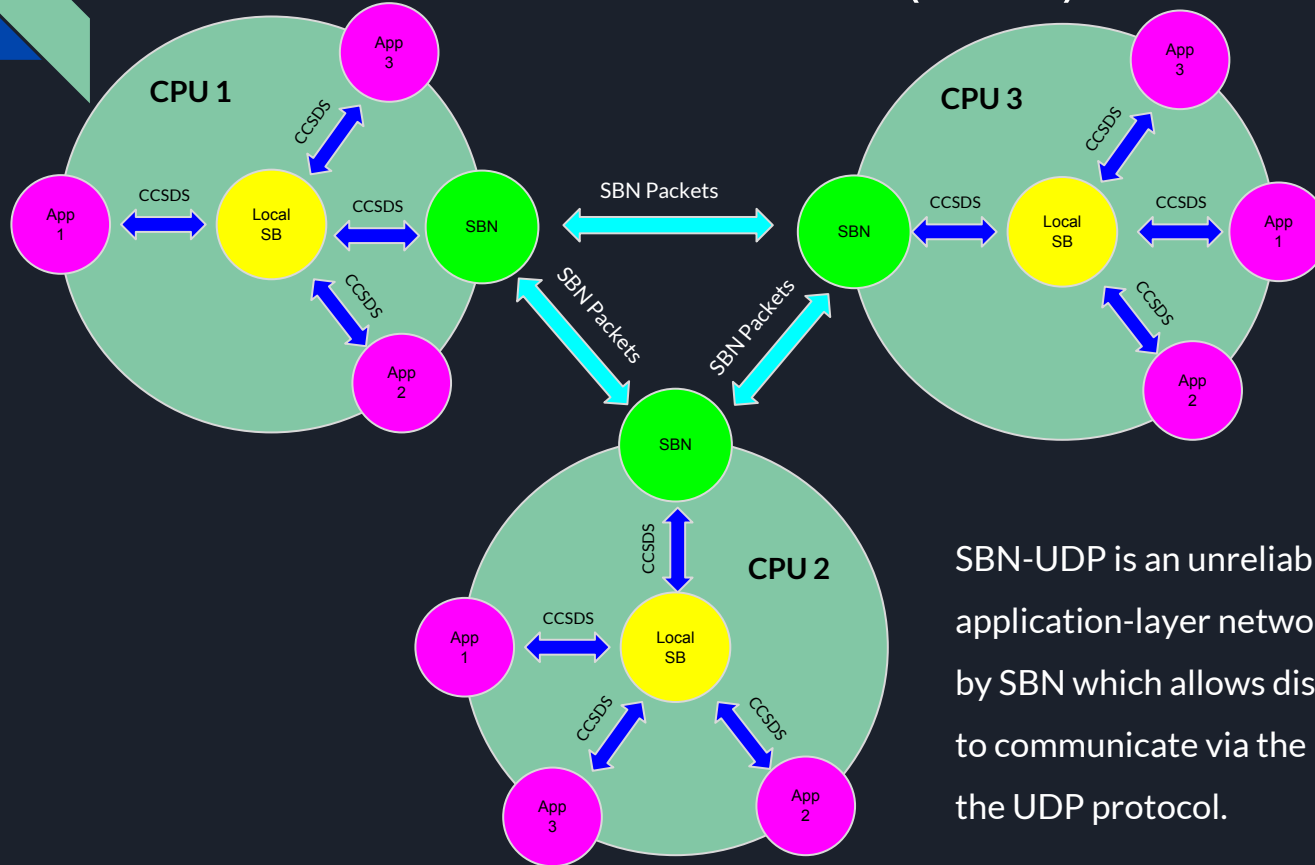 CPU 1
App
3
CCSDS
App
1
CCSDS
Local
SB
CCSDS
SBN
CCSDS
App
2
SBN Packets
SBN Packets
SBN Packets
CPU 3
App
3
CCSDS
SBN
CCSDS
Local
SB
CCSDS
App
1
CCSDS
App
2
SBN
CCSDS
CPU 2
App
1
CCSDS
Local
SB
CCSDS
CCSDS
App
3
App
2
SBN-UDP is an unreliab
application-layer netwo
by SBN which allows dis
to communicate via the
the UDP protocol.